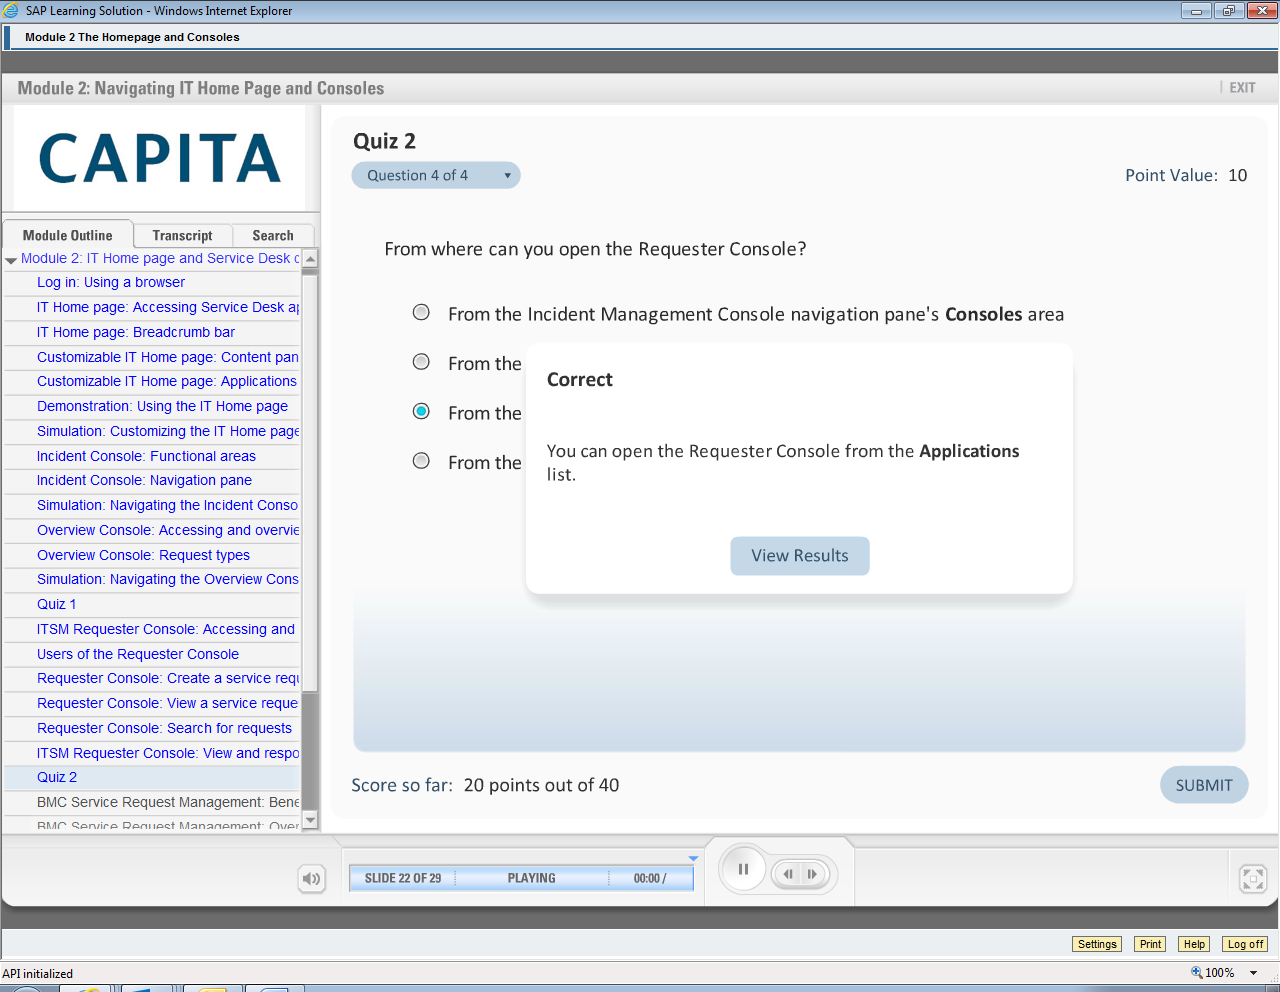 SAP Learning Solution - Windows Internet Explorer
Module 2 The Homepage and Consoles
Module 2: Navigating IT Home Page and Consoles
EXIT
CAPITA
Module Outline
Transcript
Search
Module 2: IT Home page and Service Desk c
Log in: Using a browser
IT Home page: Accessing Service Desk ap
IT Home page: Breadcrumb bar
Customizable IT Home page: Content pan
Customizable IT Home page: Applications
Demonstration: Using the IT Home page
Simulation: Customizing the IT Home page
Incident Console: Functional areas
Incident Console: Navigation pane
Simulation: Navigating the Incident Conso
Overview Console: Accessing and overvie
Overview Console: Request types
Simulation: Navigating the Overview Cons
Quiz 1
ITSM Requester Console: Accessing and
Users of the Requester Console
Requester Console: Create a service requ
Requester Console: View a service reque
Requester Console: Search for requests
ITSM Requester Console: View and respo
Quiz 2
BMC Service Request Management: Bene
BMC Service Request Management: Over
Quiz 2
Question 4 of 4
Point Value: 10
From where can you open the Requester Console?
From the Incident Management Console navigation pane's Consoles area
From the
From the
From the
Correct
You can open the Requester Console from the Applications
list.
View Results
Score so far: 20 points out of 40
SUBMIT
SLIDE 22 OF 29
PLAYING
00:00 /
Settings
Print
Help
Log off
API initialized
100%